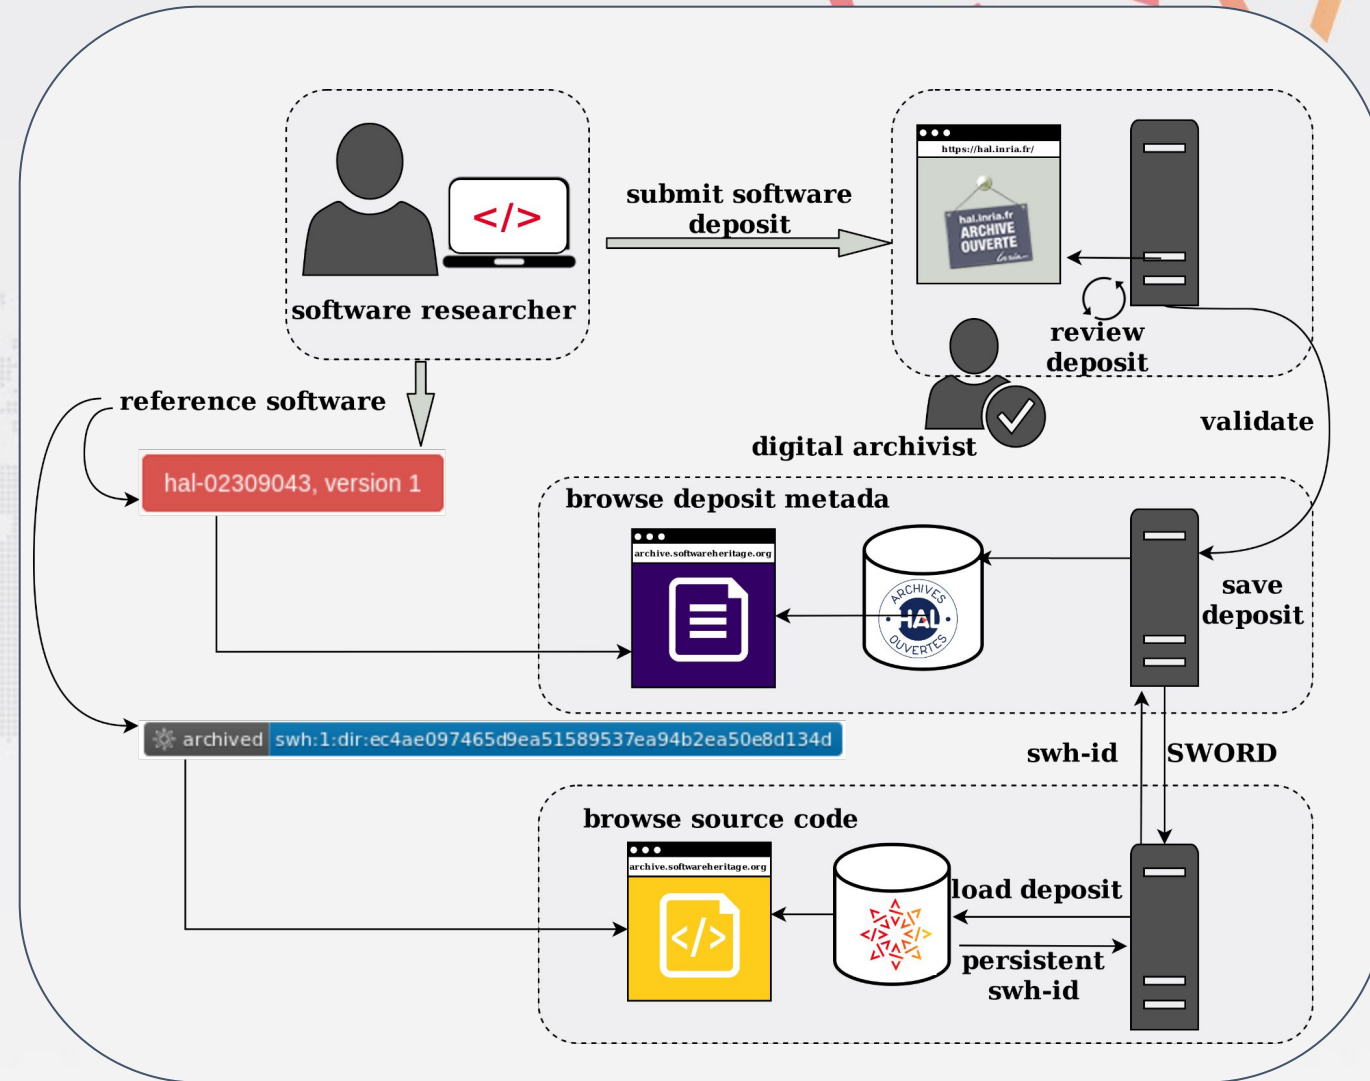 https://hal.inria.fr/
hal.inria.fr
ARCHIVE
OUVERTE
Inria
</>
submit software
deposit
software researcher
review
deposit
reference software
validate
digital archivist
hal-02309043, version 1
browse deposit metada
archive.softwareheritage.org
ARCHIVES
HAL
OUVERTES
save
deposit
archived swh:1:dir:ec4ae097465d9ea51589537ea94b2ea50e8d134d
swh-id
SWORD
browse source code
archive.softwareheritage.org
</>
load deposit
persistent
swh-id